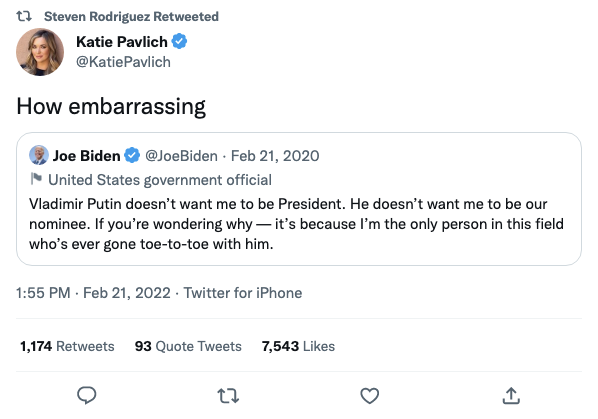 Steven Rodriguez Retweeted
Katie Pavlich
@KatiePavlich
How embarrassing
Joe Biden @JoeBiden · Feb 21, 2020
United States government official
Vladimir Putin doesn’t want me to be President. He doesn’t want me to be our
nominee. If you’re wondering why — it’s because I’m the only person in this field
who’s ever gone toe-to-toe with him.
1:55 PM · Feb 21, 2022 · Twitter for iPhone
1,174 Retweets 93 Quote Tweets 7,543 Likes